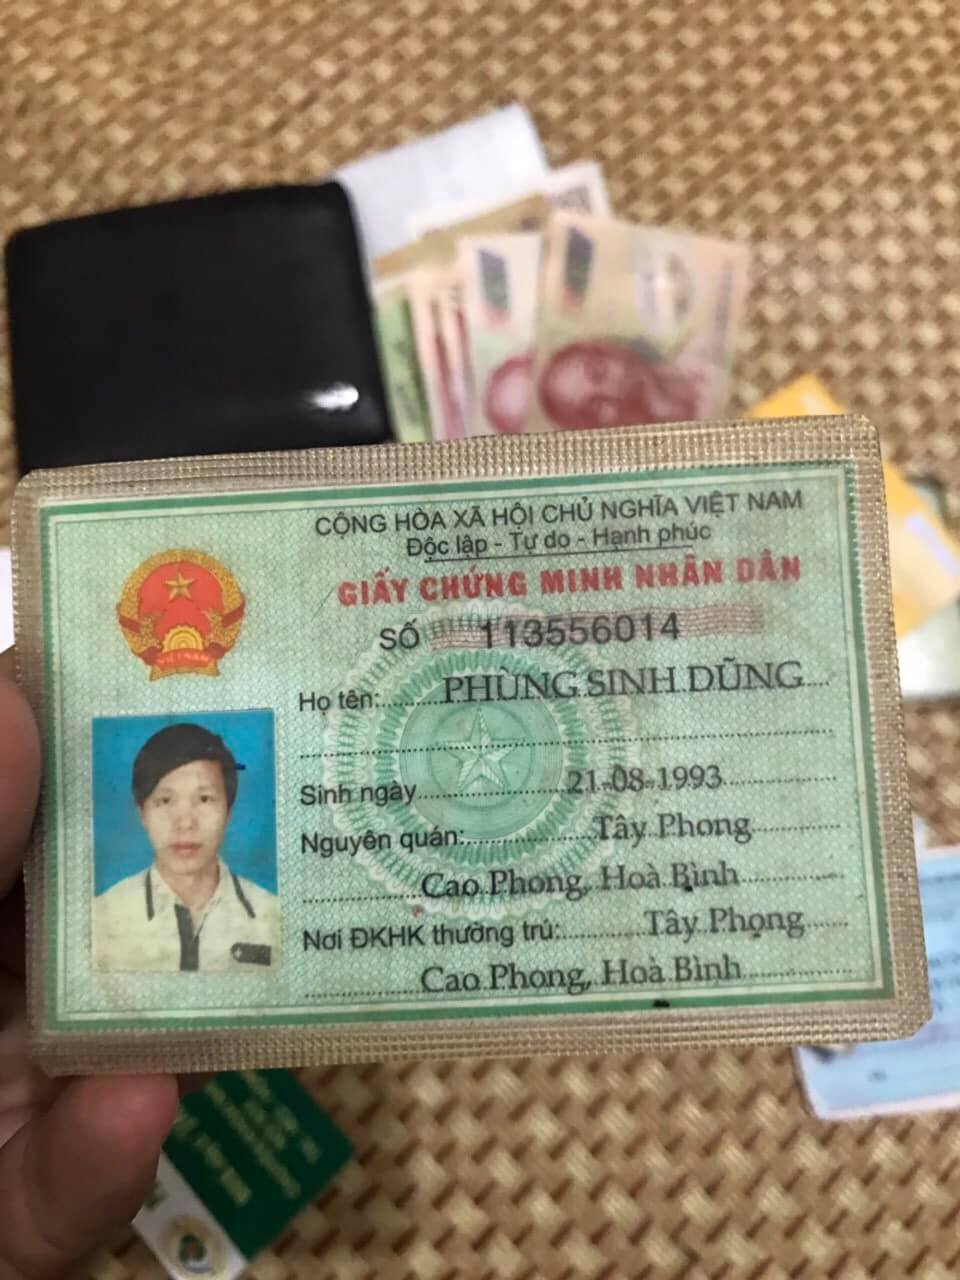 CỘNG HÒA XÃ HỘI CHỦ NGHĨA VIỆT NAM
Độc lập - Tự do - Hạnh phúc
GIẤY CHỨNG MINH NHÂN DÂN
SỐ 113556014
Họ tên: PHÙNG SINH DŨNG
Sinh ngày 21-08-1993
Nguyên quán: Tây Phong
Cao Phong, Hoà Bình
Nơi ĐKHK thường trú: Tây Phong
Cao Phong, Hoà Bình
VIỆT NAM